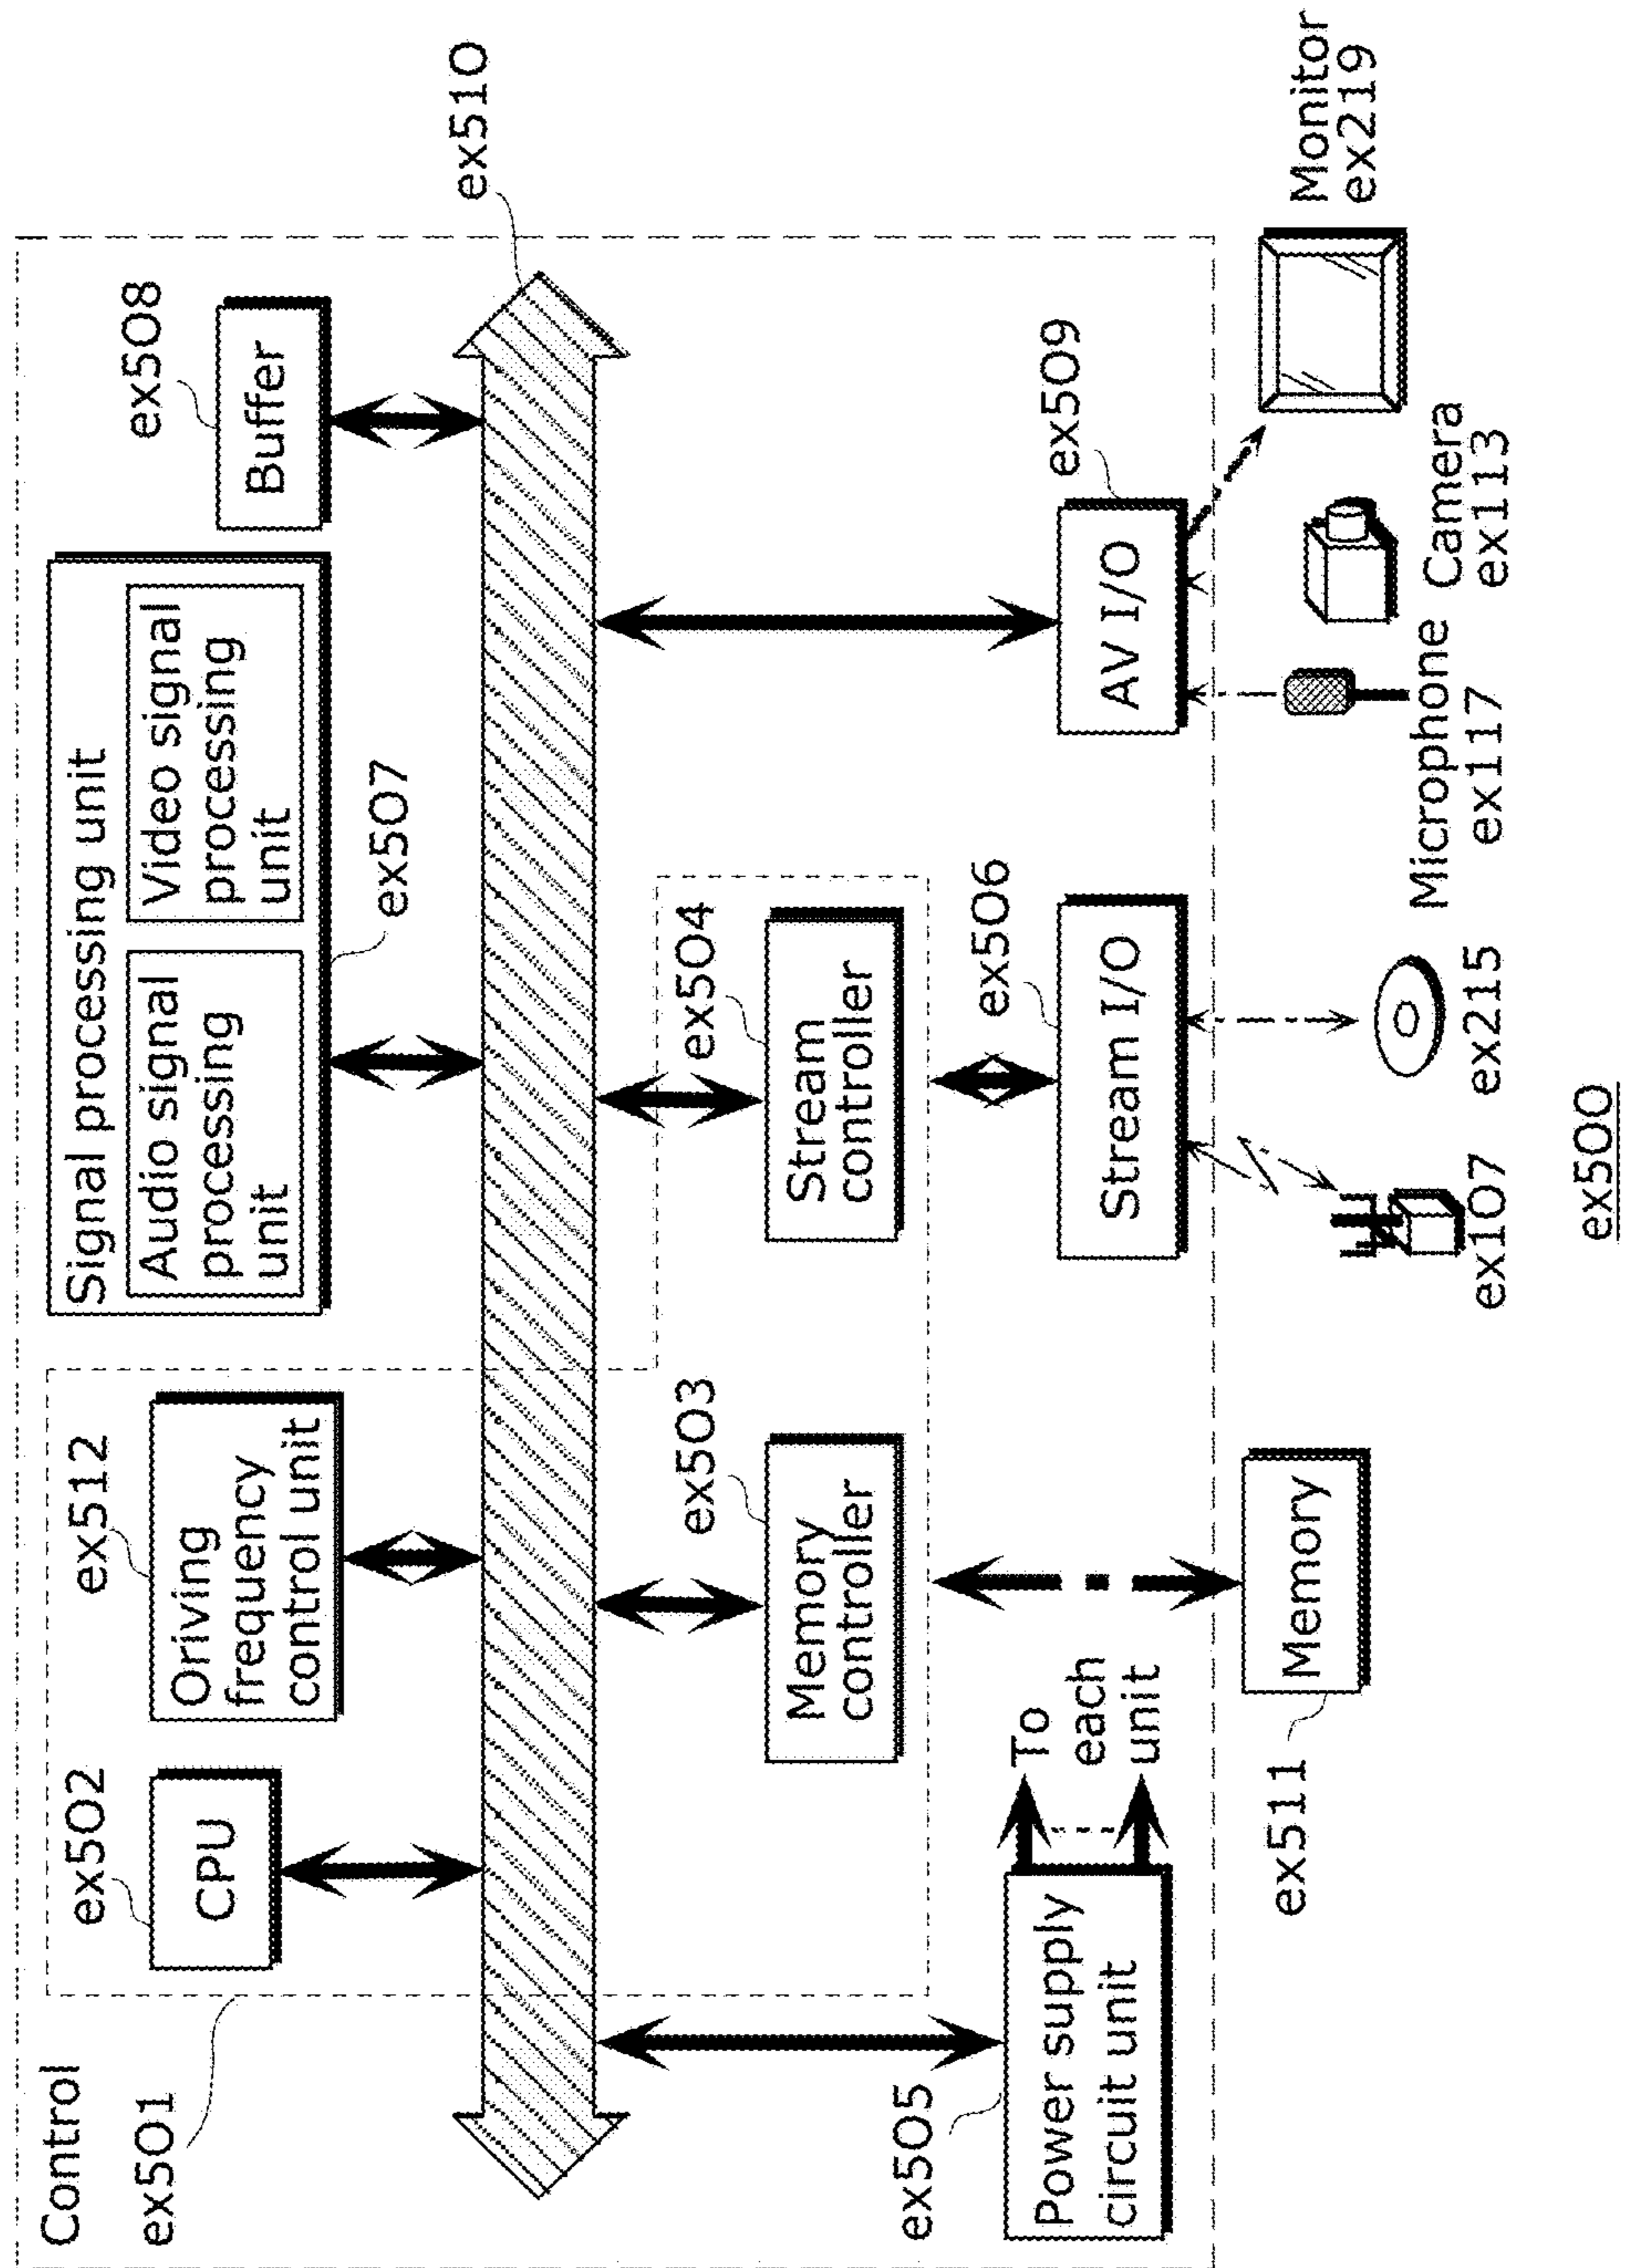 Control
ex501
ex502
CPU
ex512
Oriving
frequency
control unit
Signal processing unit
Audio signal
processing
unit
Video signal
processing
unit
ex507
ex508
Buffer
ex510
ex503
Memory
controller
ex504
Stream
controller
ex505
Power supply
circuit unit
To
each
unit
ex506
Stream I/O
ex509
AV I/O
ex511
Memory
ex107
ex215
Microphone
ex117
Camera
ex113
Monitor
ex219
ex500